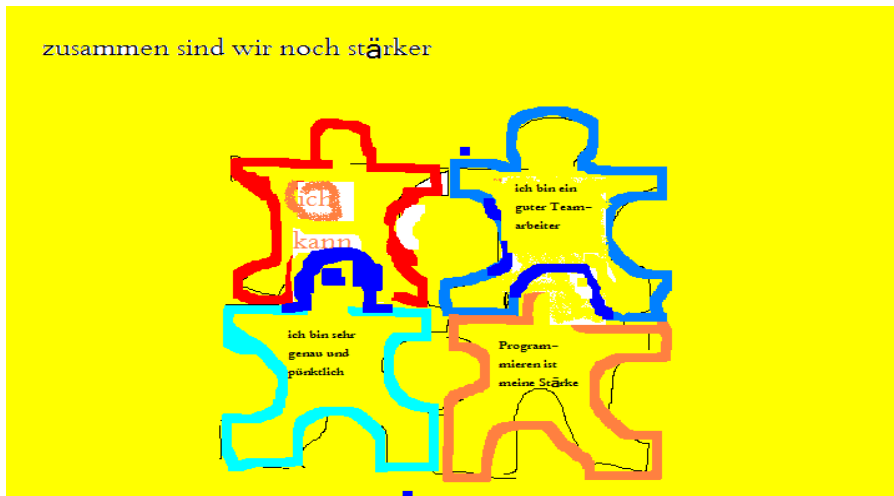 zusammen sind wir noch stärker
ich
kann
ich bin ein
guter Team-
arbeiter
ich bin sehr
genau und
pünktlich
Program-
mieren ist
meine Stärke